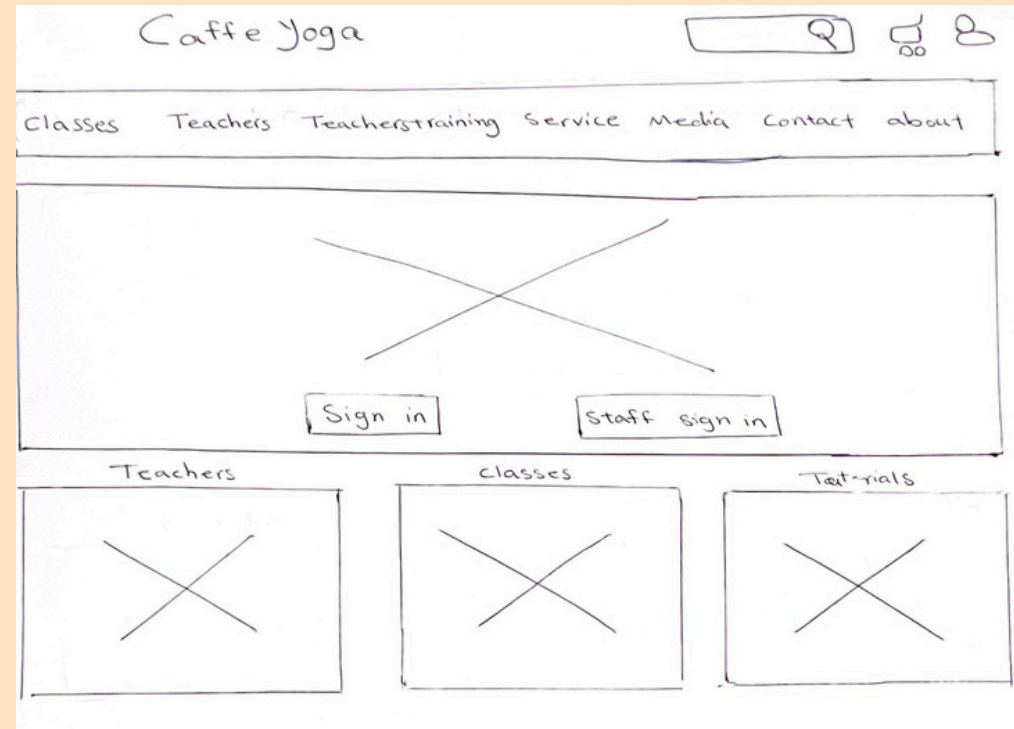 Caffe Yoga
Classes Teachers Teacherstraining Service Media Contact about
Sign in Staff sign in
Teachers classes Tutorials